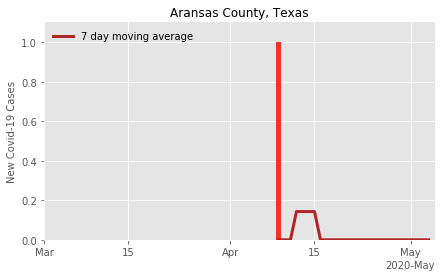 Aransas County, Texas
7 day moving average
New Covid-19 Cases
1.0
0.8
0.6
0.4
0.2
0.0
Mar
15
Apr
15
May
2020-May